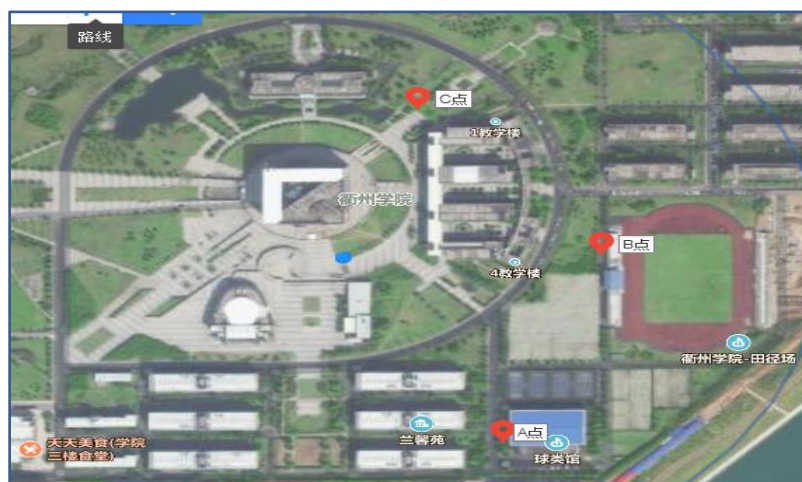 路线
C点
1教学楼
衢州学院
B点
4教学楼
衢州学院-田径场
天天美食(学院
三楼食堂)
兰馨苑
A点
球类馆